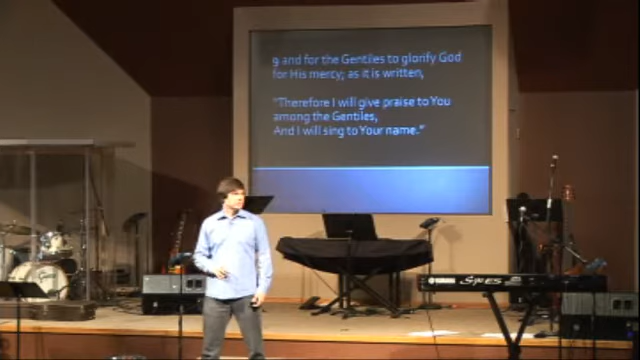 9 and for the Gentiles to glorify God
for His mercy; as it is written,
"Therefore I will give praise to You
among the Gentiles,
And I will sing to Your name."
YAMAHA